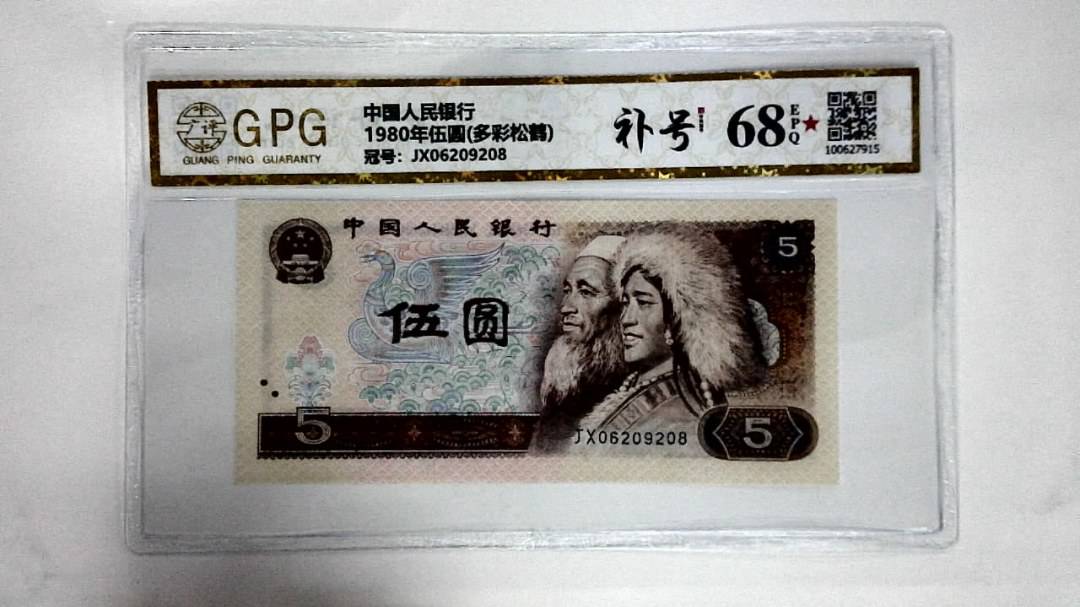 GPG
GUANG PING GUARANTY
中国人民银行
1980年伍圆(多彩松鹤)
冠号：JX06209208
补号
68
EPQ
100627915
中国人民银行
5
伍圆
5
JX06209208
5